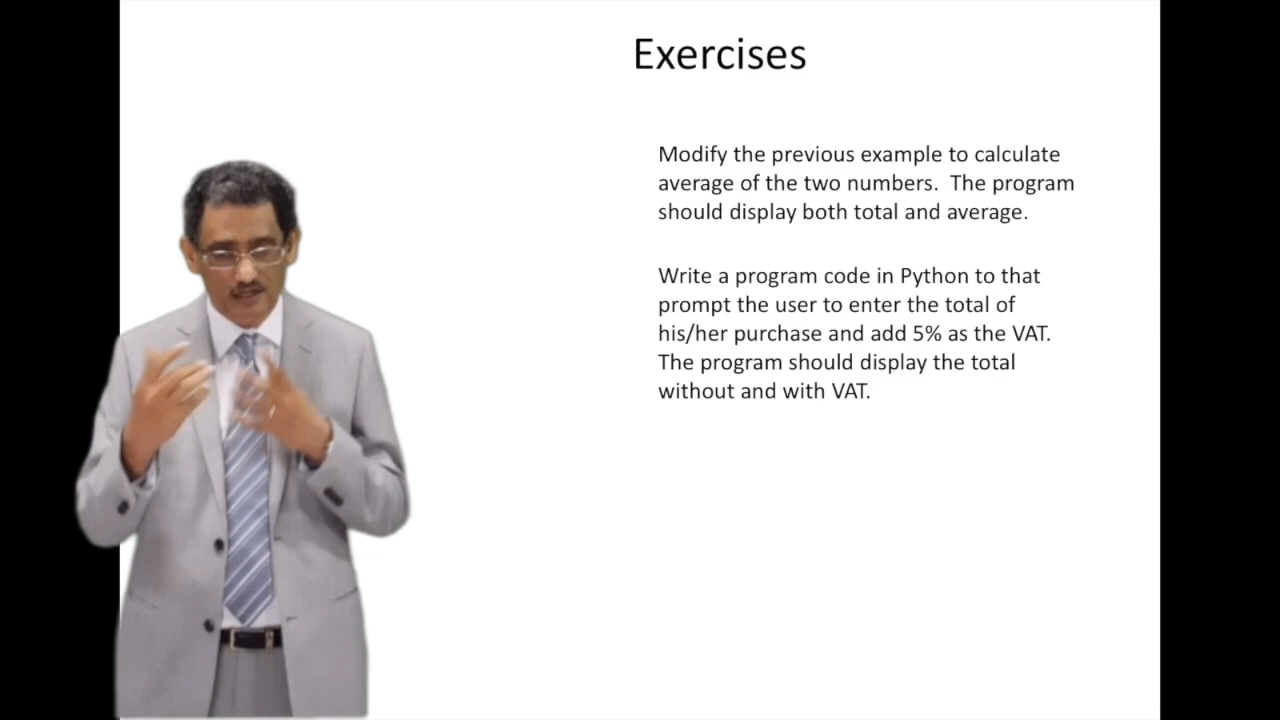 Exercises
Modify the previous example to calculate
average of the two numbers.  The program
should display both total and average.
Write a program code in Python to that
prompt the user to enter the total of
his/her purchase and add 5% as the VAT.
The program should display the total
without and with VAT.